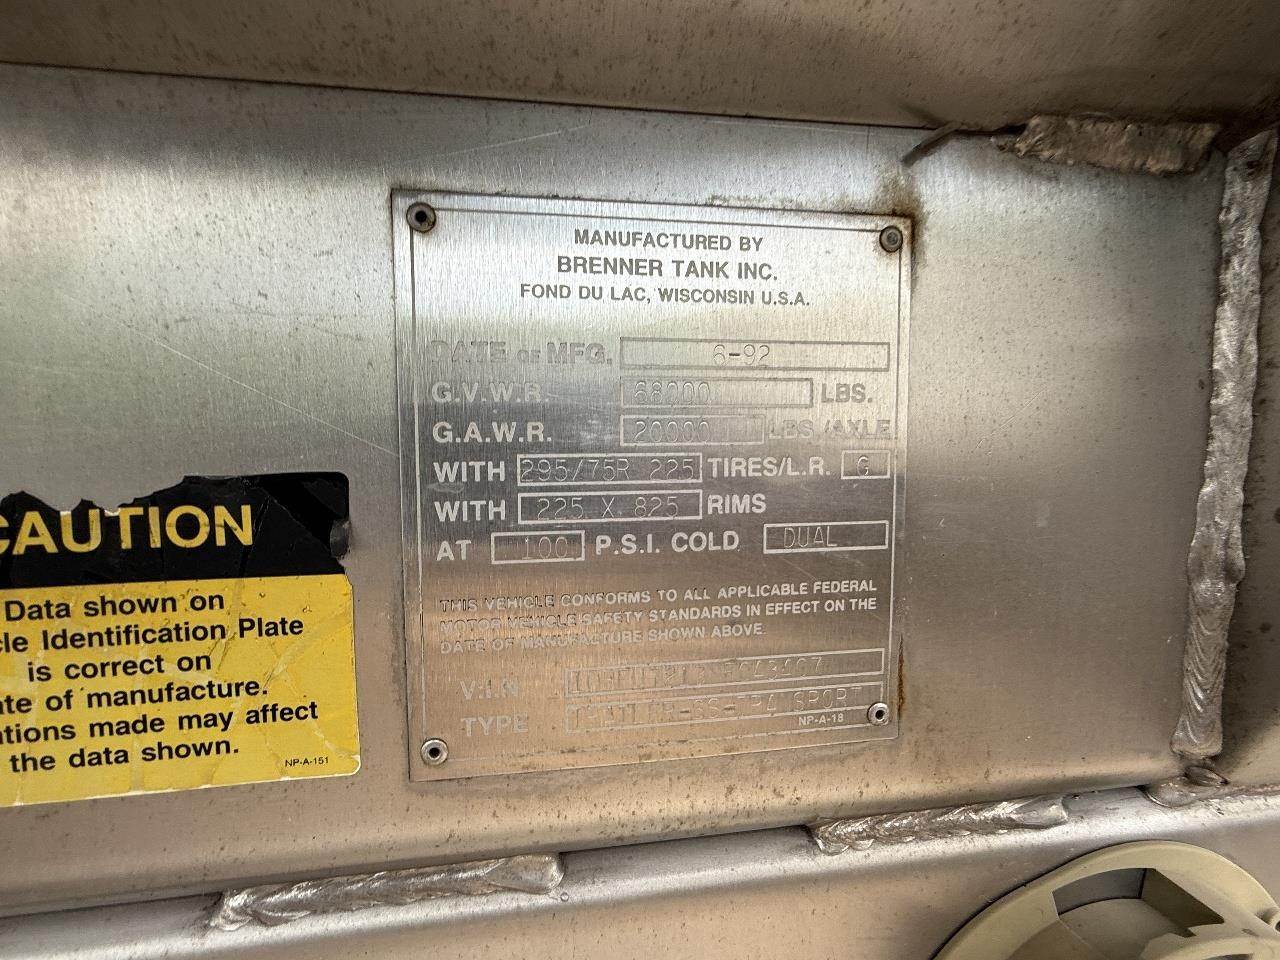 MANUFACTURED BY
BRENNER TANK INC.
FOND DU LAC, WISCONSIN U.S.A.
DATE OF MFG. 6-92
G.V.W.R. 68000 LBS.
G.A.W.R. 20000 LBS./AXLE
WITH 295/75R 225 TIRES/L.R. G
WITH 225 X 825 RIMS
AT 100 P.S.I. COLD DUAL
THIS VEHICLE CONFORMS TO ALL APPLICABLE FEDERAL
MOTOR VEHICLE SAFETY STANDARDS IN EFFECT ON THE
DATE OF MANUFACTURE SHOWN ABOVE.
V.I.N
TYPE
NP-A-18
CAUTION
Data shown on
cle Identification Plate
is correct on
ate of manufacture.
ations made may affect
the data shown.
NP-A-151